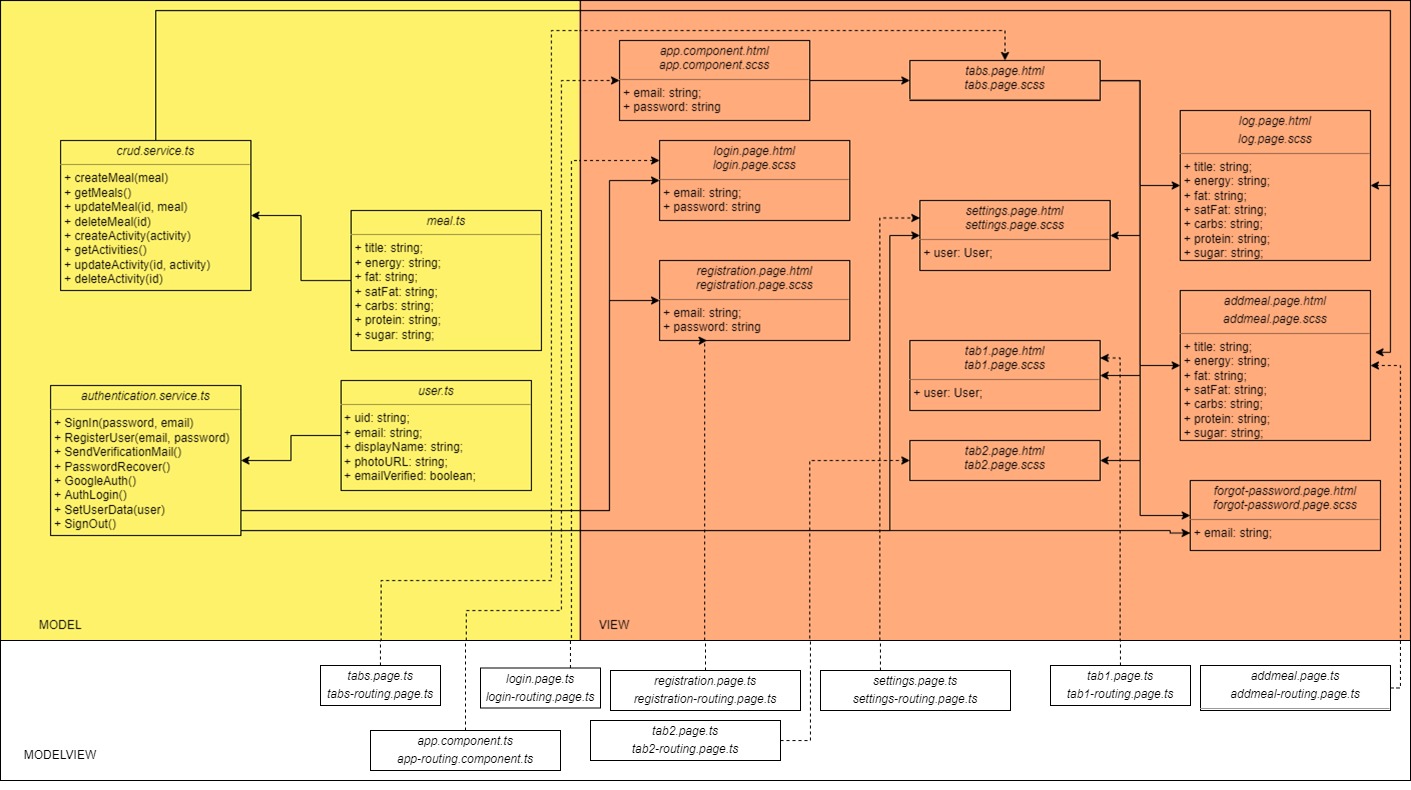 crud.service.ts
+ createMeal(meal)
+ getMeals()
+ updateMeal(id, meal)
+ deleteMeal(id)
+ createActivity(activity)
+ getActivities()
+ updateActivity(id, activity)
+ deleteActivity(id)
meal.ts
+ title: string;
+ energy: string;
+ fat: string;
+ satFat: string;
+ carbs: string;
+ protein: string;
+ sugar: string;
authentication.service.ts
+ SignIn(password, email)
+ RegisterUser(email, password)
+ SendVerificationMail()
+ PasswordRecover()
+ GoogleAuth()
+ AuthLogin()
+ SetUserData(user)
+ SignOut()
user.ts
+ uid: string;
+ email: string;
+ displayName: string;
+ photoURL: string;
+ emailVerified: boolean;
MODEL
app.component.html
app.component.scss
+ email: string;
+ password: string
login.page.html
login.page.scss
+ email: string;
+ password: string
registration.page.html
registration.page.scss
+ email: string;
+ password: string
tabs.page.html
tabs.page.scss
settings.page.html
settings.page.scss
+ user: User;
tab1.page.html
tab1.page.scss
+ user: User;
tab2.page.html
tab2.page.scss
log.page.html
log.page.scss
+ title: string;
+ energy: string;
+ fat: string;
+ satFat: string;
+ carbs: string;
+ protein: string;
+ sugar: string;
addmeal.page.html
addmeal.page.scss
+ title: string;
+ energy: string;
+ fat: string;
+ satFat: string;
+ carbs: string;
+ protein: string;
+ sugar: string;
forgot-password.page.html
forgot-password.page.scss
+ email: string;
VIEW
tabs.page.ts
tabs-routing.page.ts
login.page.ts
login-routing.page.ts
registration.page.ts
registration-routing.page.ts
settings.page.ts
settings-routing.page.ts
tab1.page.ts
tab1-routing.page.ts
addmeal.page.ts
addmeal-routing.page.ts
app.component.ts
app-routing.component.ts
tab2.page.ts
tab2-routing.page.ts
MODELVIEW